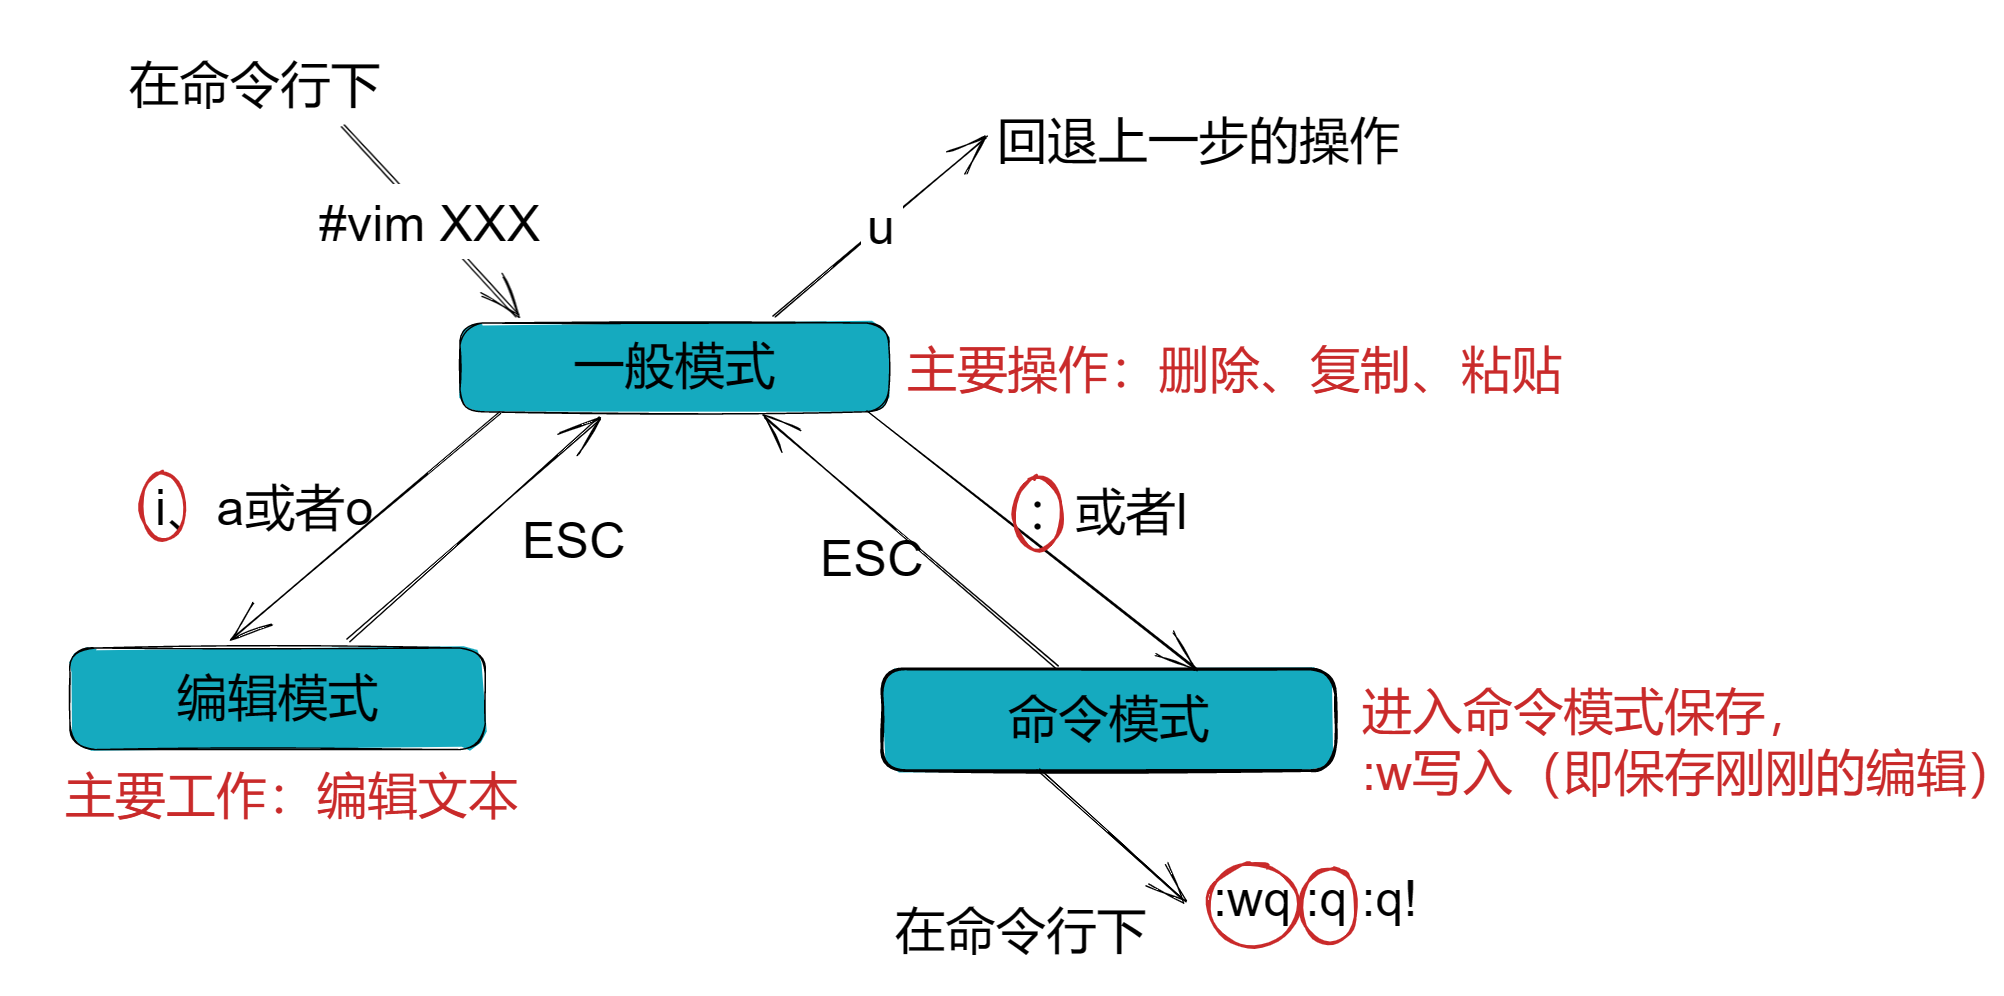 在命令行下
回退上一步的操作
#vim XXX
u
一般模式
主要操作：删除、复制、粘贴
i、 a或者o
ESC
ESC
：或者l
编辑模式
命令模式
主要工作：编辑文本
进入命令模式保存，
:w写入（即保存刚刚的编辑）
在命令行下
:wq :q :q!